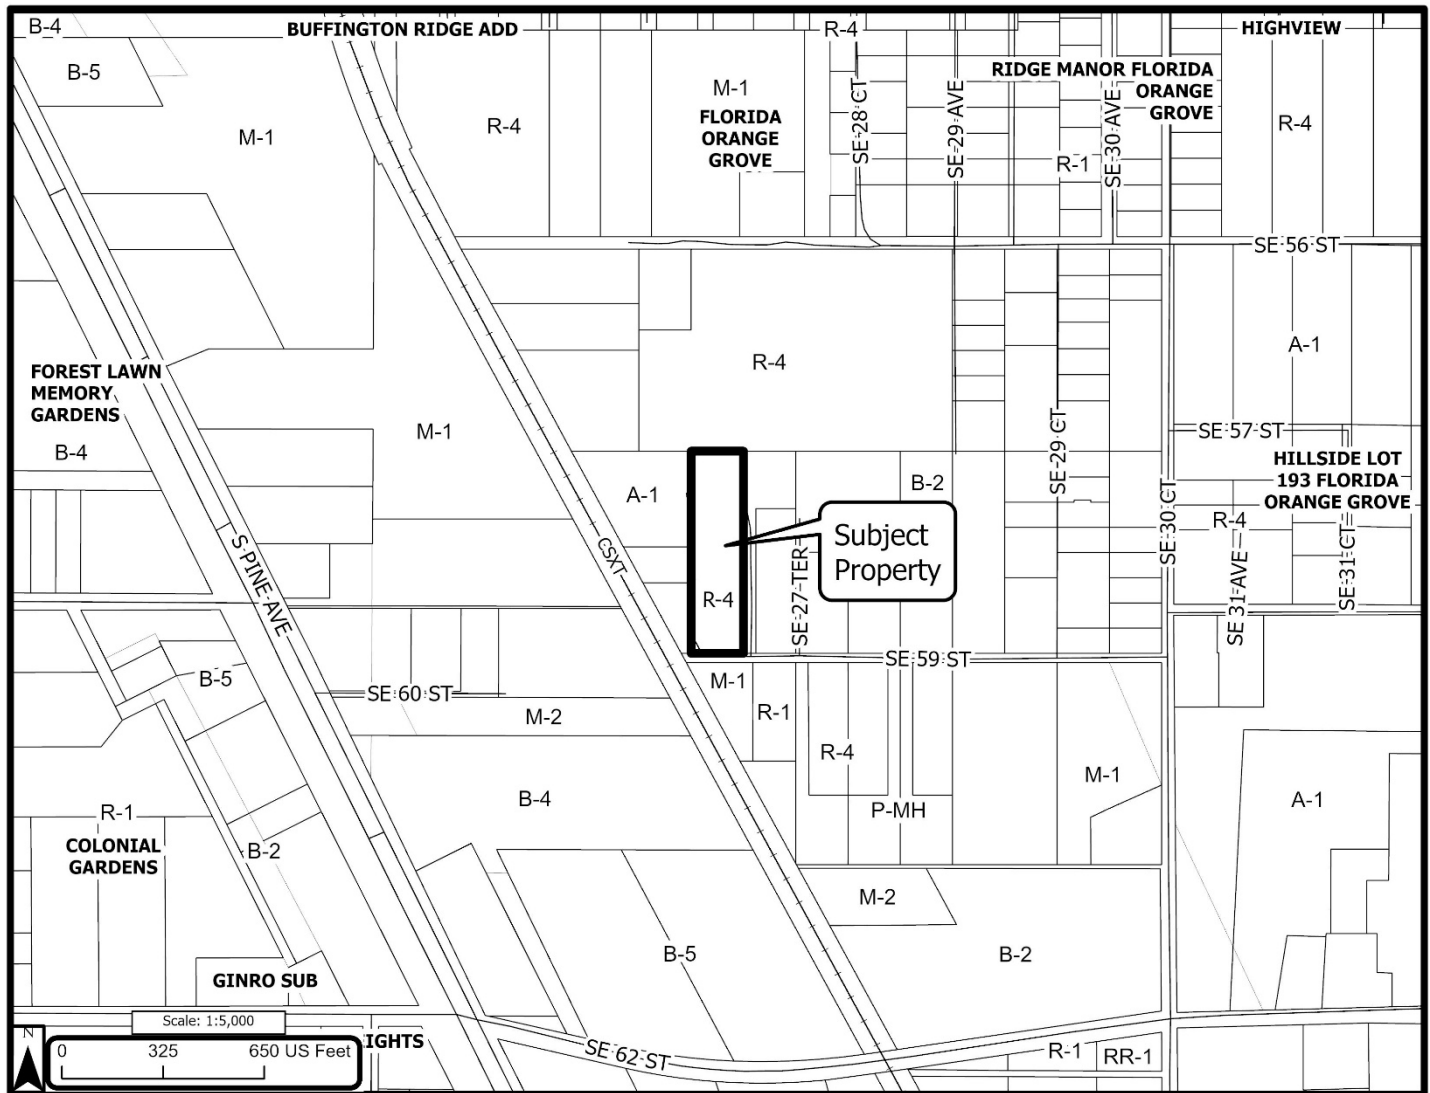 B-4
BUFFINGTON RIDGE ADD
R-4
HIGHVIEW
B-5
M-1
RIDGE MANOR FLORIDA
ORANGE
GROVE
FLORIDA
ORANGE
GROVE
SE 28 CT
SE 29 AVE
SE 30 AVE
M-1
R-4
R-4
R-1
SE 56 ST
A-1
R-4
FOREST LAWN
MEMORY
GARDENS
M-1
B-4
SE 29 CT
SE 57 ST
HILLSIDE LOT
193 FLORIDA
ORANGE GROVE
A-1
B-2
SE 30 CT
R-4
S PINE AVE
CSXT
Subject
Property
SE 27 TER
SE 31 AVE
SE 31 CT
R-4
SE 59 ST
B-5
M-1
SE 60 ST
M-2
R-1
R-4
M-1
B-4
P-MH
A-1
R-1
COLONIAL
GARDENS
B-2
M-2
B-5
B-2
GINRO SUB
Scale: 1:5,000
N
0 325 650 US Feet
IGHTS
SE 62 ST
R-1
RR-1